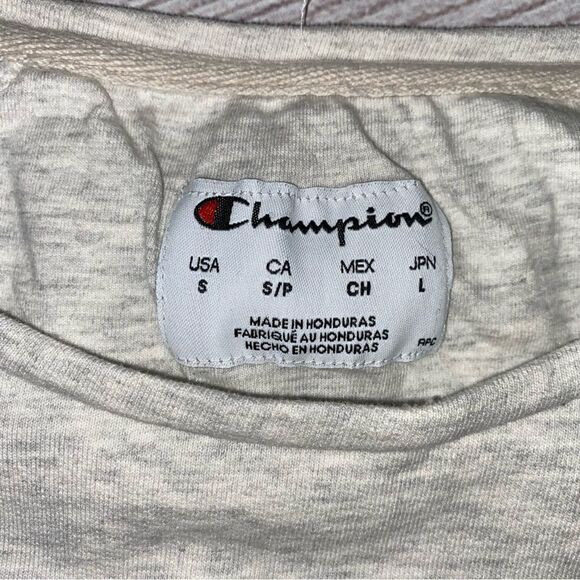 Champion®
USA CA MEX JPN
S S/P CH L
MADE IN HONDURAS
FABRIQUÉ AU HONDURAS
HECHO EN HONDURAS